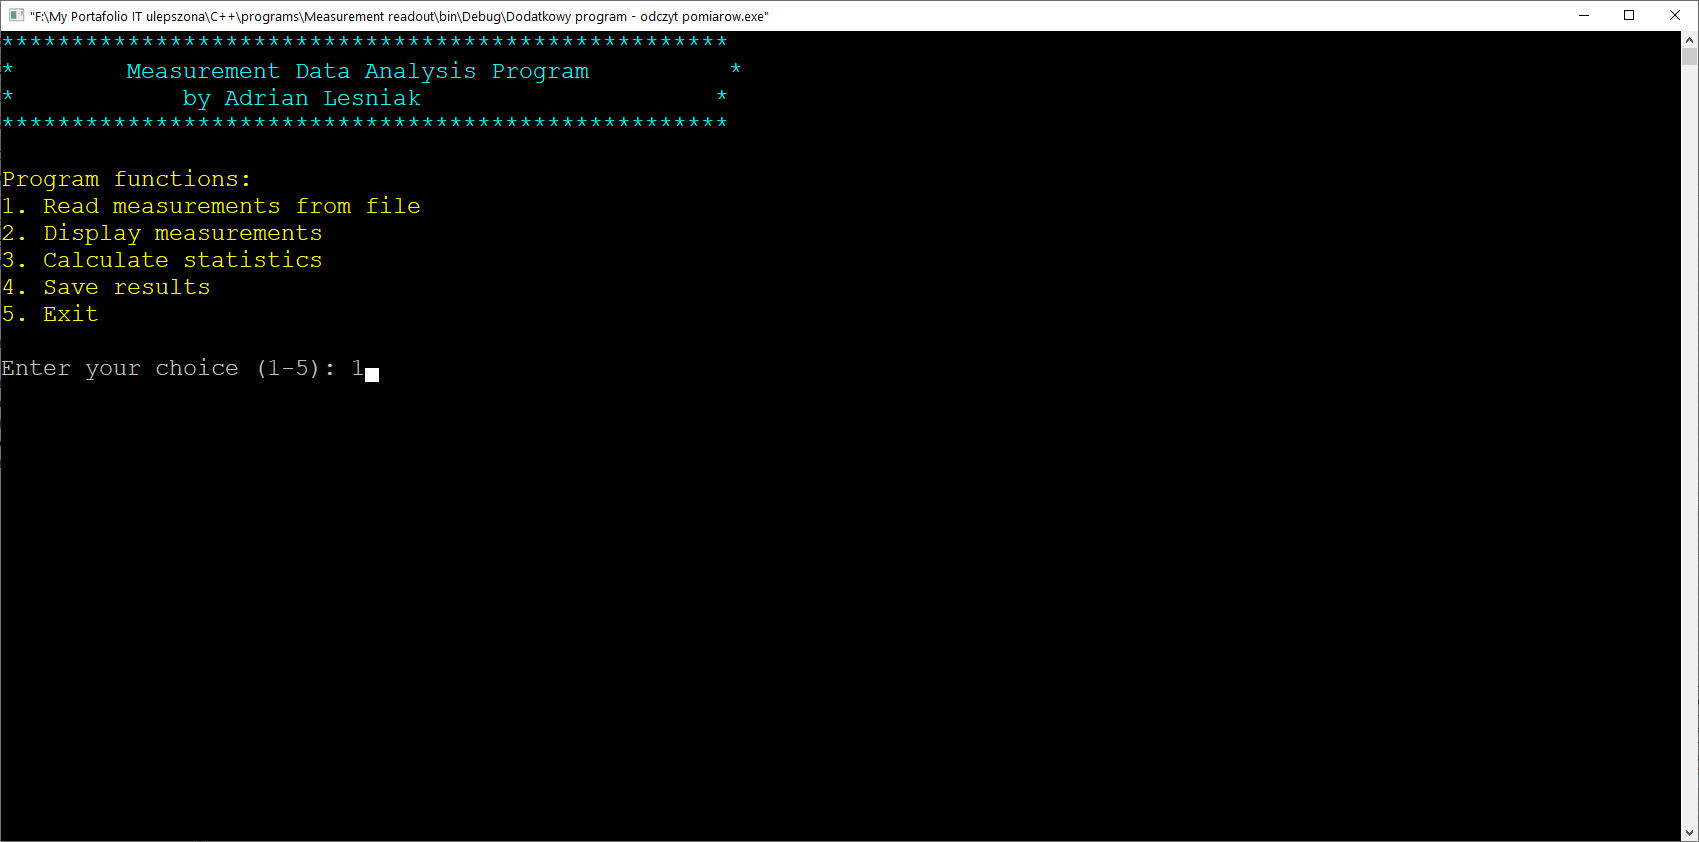 "F:\My Portafolio IT ulepszona\C++\programs\Measurement readout\bin\Debug\Dodatkowy program - odczyt pomiarow.exe"
****************************************************
*        Measurement Data Analysis Program          *
*            by Adrian Lesniak                     *
****************************************************
Program functions:
1. Read measurements from file
2. Display measurements
3. Calculate statistics
4. Save results
5. Exit
Enter your choice (1-5): 1